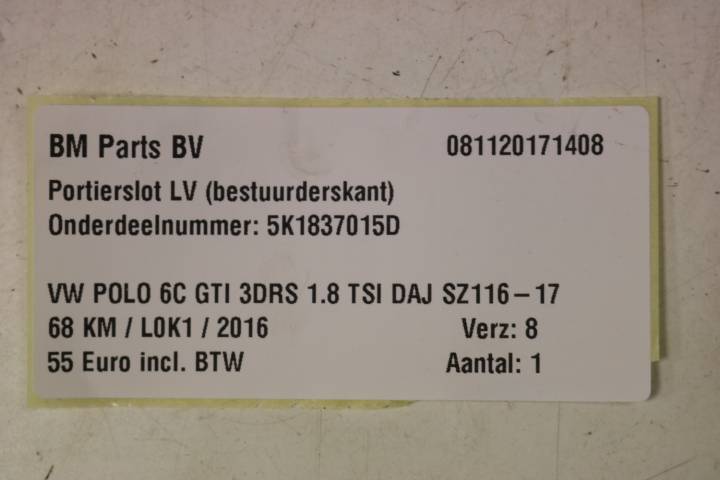 BM Parts BV 081120171408
Portierslot LV (bestuurderskant)
Onderdeelnummer: 5K1837015D
VW POLO 6C GTI 3DRS 1.8 TSI DAJ SZ116-17
68 KM / L0K1 / 2016 Verz: 8
55 Euro incl. BTW Aantal: 1